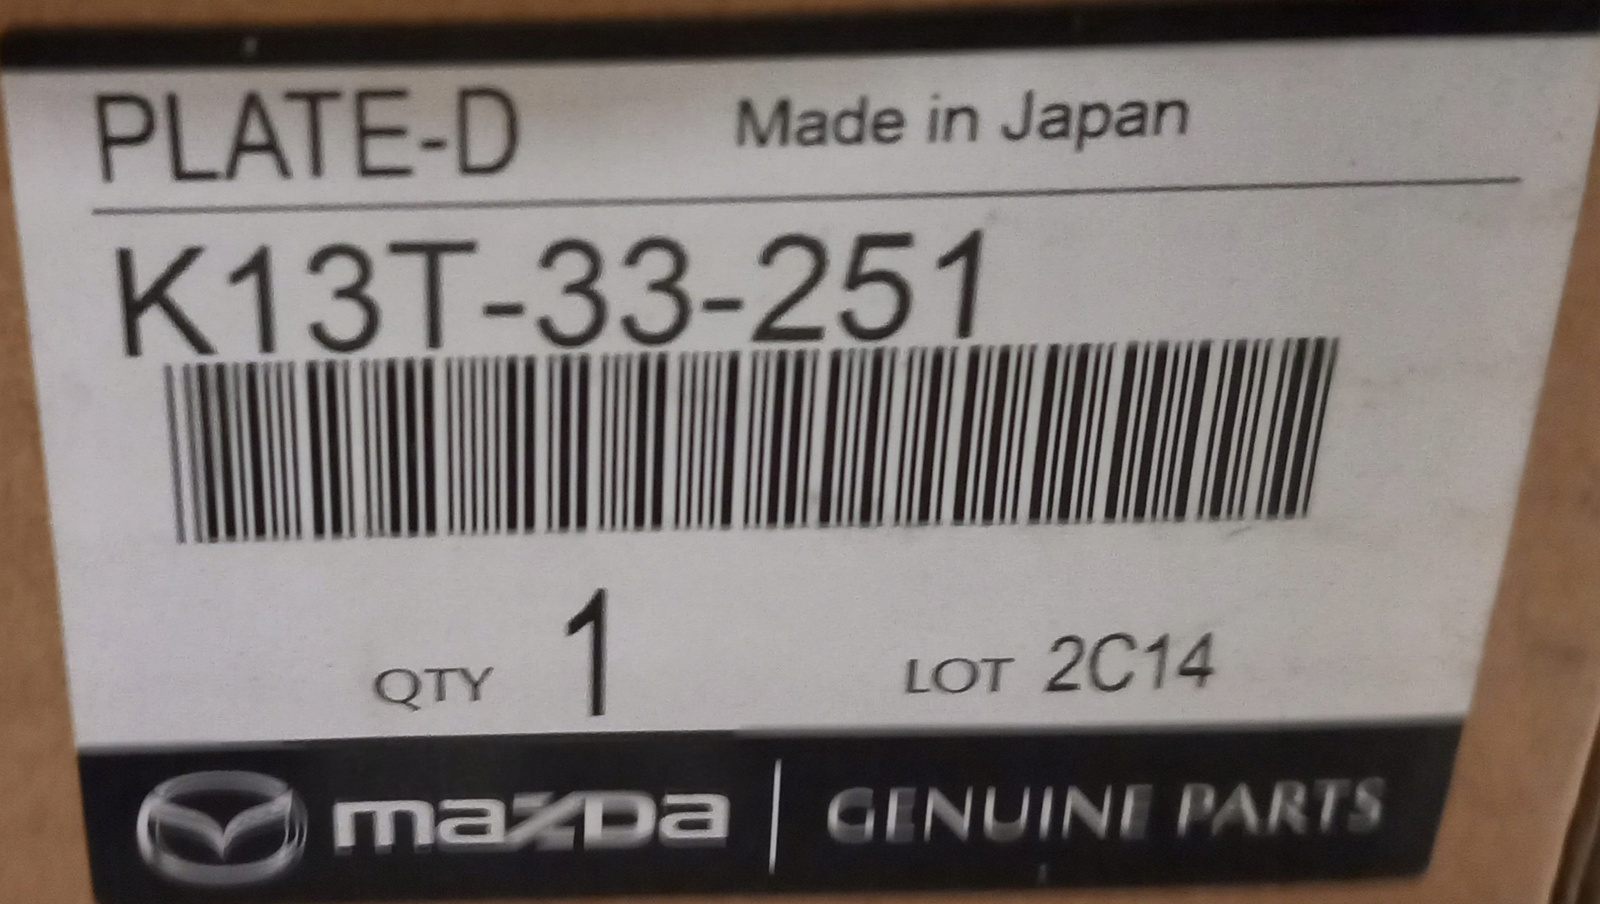 PLATE-D Made in Japan
K13T-33-251
QTY 1 LOT 2C14
mazda | GENUINE PARTS